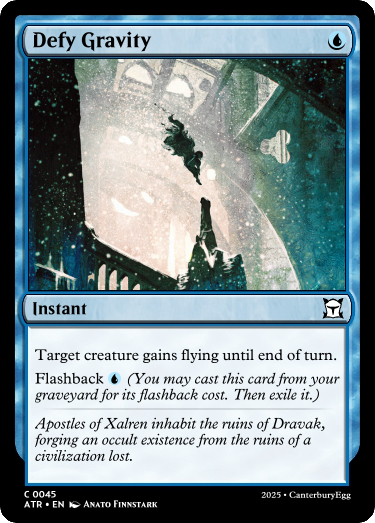 Defy Gravity
Instant
Target creature gains flying until end of turn.
Flashback (You may cast this card from your
graveyard for its flashback cost. Then exile it.)
Apostles of Xalren inhabit the ruins of Dravak,
forging an occult existence from the ruins of a
civilization lost.
C 0045
ATR • EN Anato Finnstark
2025 • CanterburyEgg